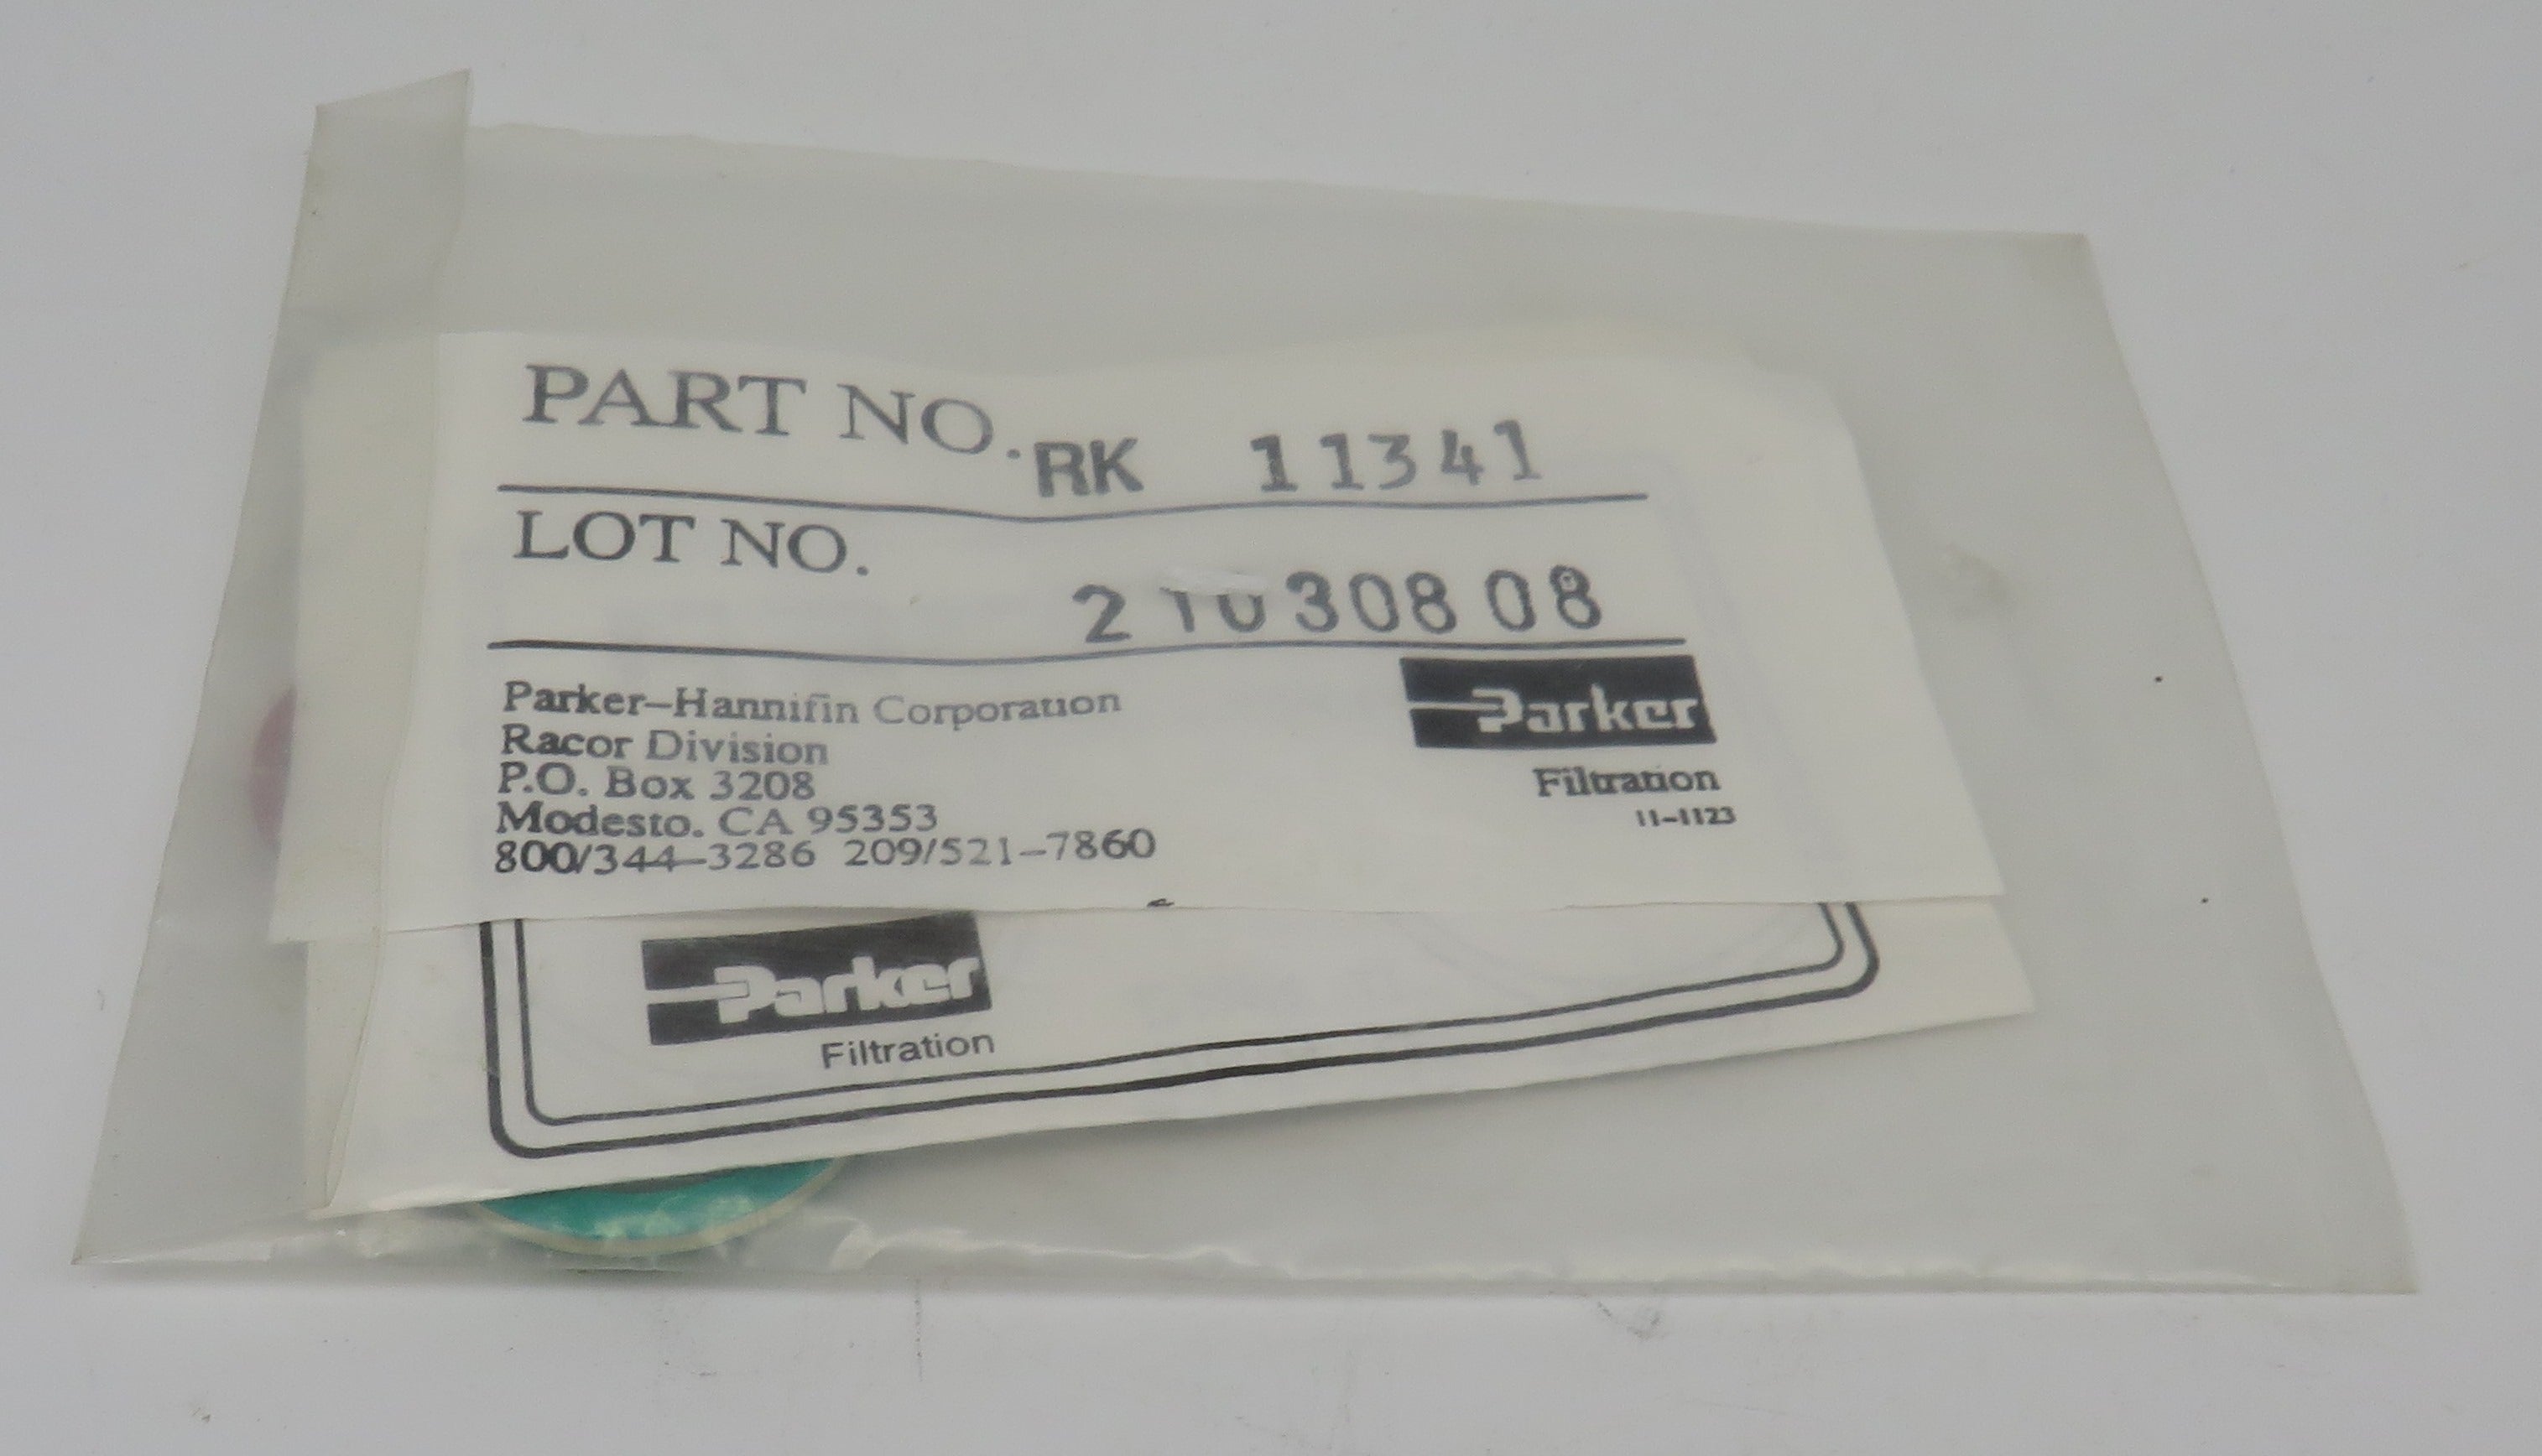 PART NO. RK 11341
LOT NO.
21030808
Parker-Hannifin Corporation
Racor Division
P.O. Box 3208
Modesto, CA 95353
800/344-3286 209/521-7860
Parker
Filtration
11-1123
Parker
Filtration